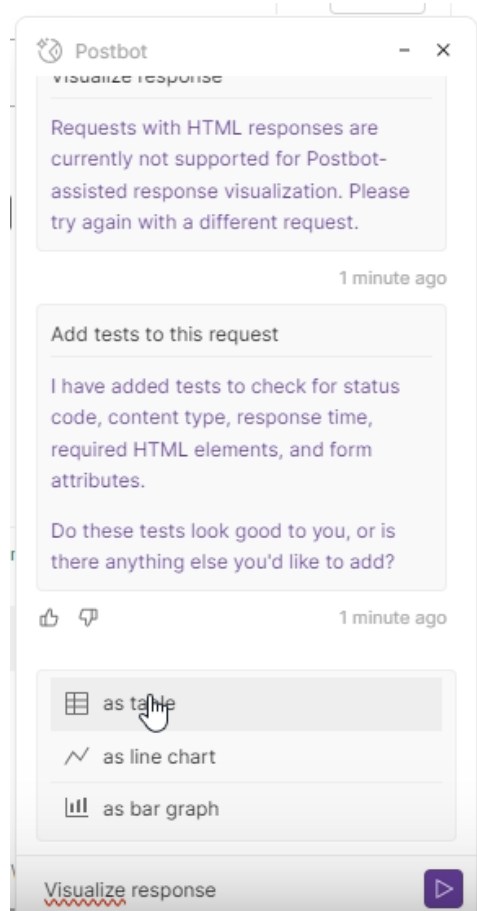 Postbot
Visualize response
Requests with HTML responses are
currently not supported for Postbot-
assisted response visualization. Please
try again with a different request.
1 minute ago
Add tests to this request
I have added tests to check for status
code, content type, response time,
required HTML elements, and form
attributes.
Do these tests look good to you, or is
there anything else you'd like to add?
1 minute ago
as table
as line chart
as bar graph
Visualize response